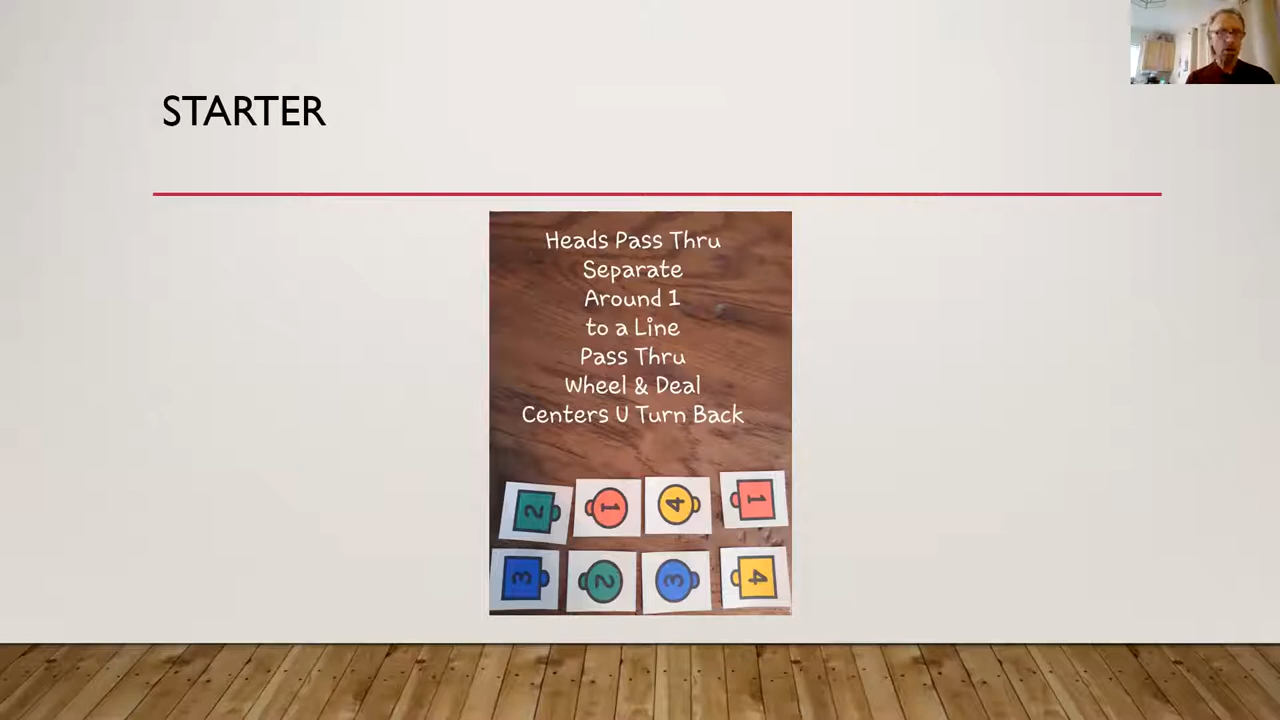 STARTER
Heads Pass Thru
Separate
Around 1
to a Line
Pass Thru
Wheel & Deal
Centers U Turn Back
2 1 4 1
3 2 3 4